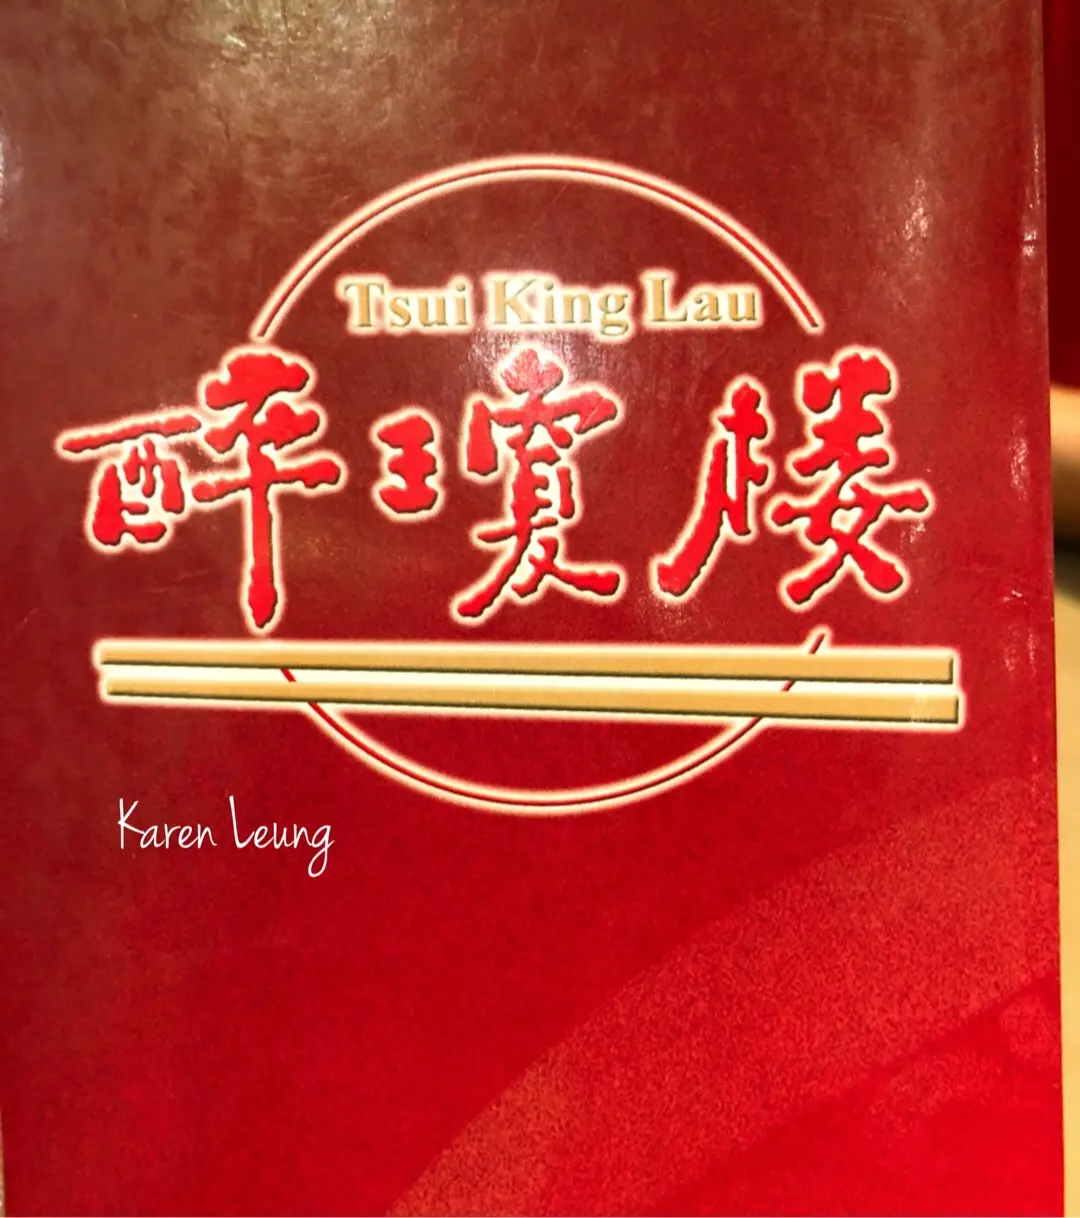 Tsui King Lau
醉瓊樓
Karen Leung